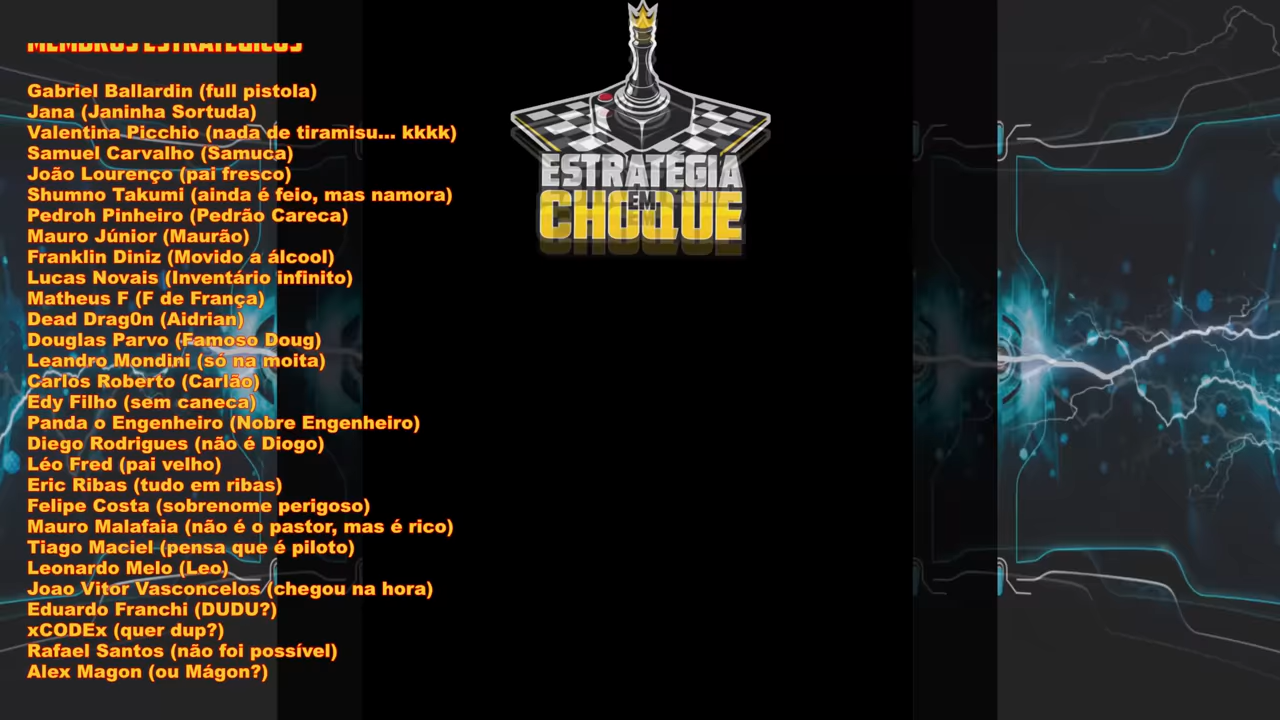 MEMBROS ESTRATÉGICOS
Gabriel Ballardin (full pistola)
Jana (Janinha Sortuda)
Valentina Picchio (nada de tiramisu... kkkk)
Samuel Carvalho (Samuca)
João Lourenço (pai fresco)
Shumno Takumi (ainda é feio, mas namora)
Pedroh Pinheiro (Pedrão Careca)
Mauro Júnior (Maurão)
Franklin Diniz (Movido a álcool)
Lucas Novais (Inventário infinito)
Matheus F (F de França)
Dead Drag0n (Aidrian)
Douglas Parvo (Famoso Doug)
Leandro Mondini (só na moita)
Carlos Roberto (Carlão)
Edy Filho (sem caneca)
Panda o Engenheiro (Nobre Engenheiro)
Diego Rodrigues (não é Diogo)
Léo Fred (pai velho)
Eric Ribas (tudo em ribas)
Felipe Costa (sobrenome perigoso)
Mauro Malafaia (não é o pastor, mas é rico)
Tiago Maciel (pensa que é piloto)
Leonardo Melo (Leo)
Joao Vitor Vasconcelos (chegou na hora)
Eduardo Franchi (DUDU?)
xCODEx (quer dup?)
Rafael Santos (não foi possível)
Alex Magon (ou Mágon?)
ESTRATÉGIA
EM
CHOQUE